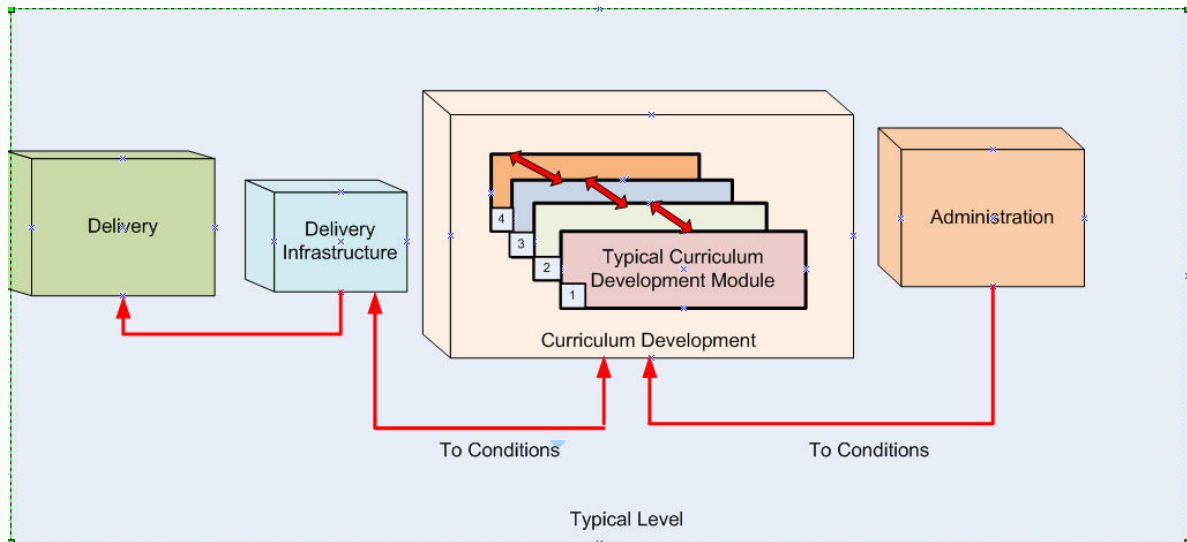 Delivery
Delivery
Infrastructure
4
3
2
1
Typical Curriculum
Development Module
Curriculum Development
Administration
To Conditions
To Conditions
Typical Level